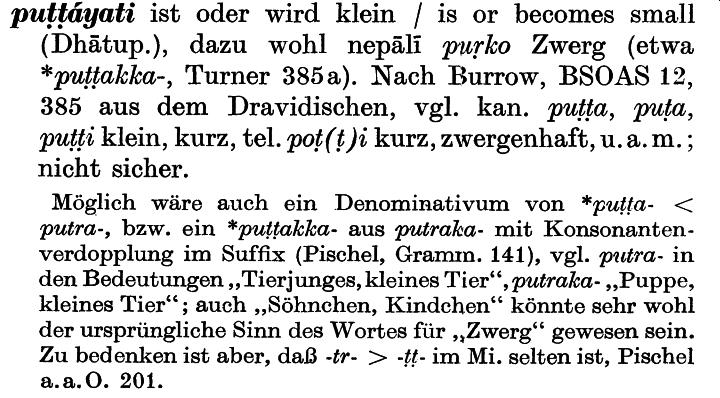 puṭṭáyati ist oder wird klein / is or becomes small
(Dhātup.), dazu wohl nepālī puṛko Zwerg (etwa
*puṭṭakka-, Turner 385a). Nach Burrow, BSOAS 12,
385 aus dem Dravidischen, vgl. kan. puṭṭa, puṭa,
puṭṭi klein, kurz, tel. poṭ(ṭ)i kurz, zwergenhaft, u. a. m.;
nicht sicher.
Möglich wäre auch ein Denominativum von *puṭṭa- <
putra-, bzw. ein *puṭṭakka- aus putraka- mit Konsonanten-
verdopplung im Suffix (Pischel, Gramm. 141), vgl. putra- in
den Bedeutungen „Tierjunges, kleines Tier“, putraka- „Puppe,
kleines Tier“; auch „Söhnchen, Kindchen“ könnte sehr wohl
der ursprüngliche Sinn des Wortes für „Zwerg“ gewesen sein.
Zu bedenken ist aber, daß -tr- > -ṭṭ- im Mi. selten ist, Pischel
a. a. O. 201.